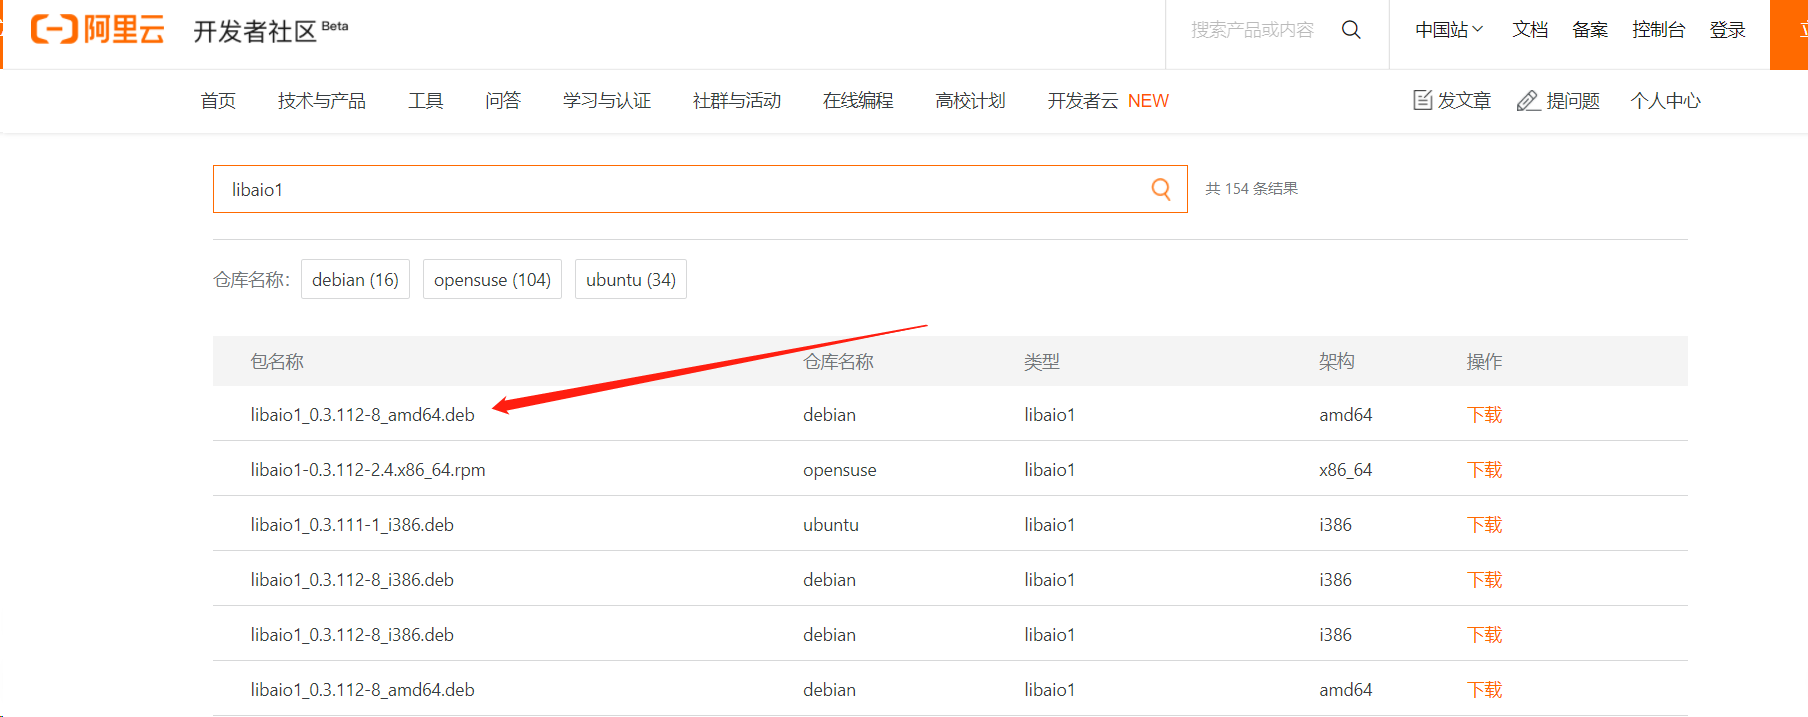 阿里云 开发者社区 Beta 搜索产品或内容 中国站 文档 备案 控制台 登录
首页 技术与产品 工具 问答 学习与认证 社群与活动 在线编程 高校计划 开发者云 NEW 发文章 提问题 个人中心
libaio1 共 154 条结果
仓库名称: debian (16) opensuse (104) ubuntu (34)
包名称 仓库名称 类型 架构 操作
libaio1_0.3.112-8_amd64.deb debian libaio1 amd64 下载
libaio1-0.3.112-2.4.x86_64.rpm opensuse libaio1 x86_64 下载
libaio1_0.3.111-1_i386.deb ubuntu libaio1 i386 下载
libaio1_0.3.112-8_i386.deb debian libaio1 i386 下载
libaio1_0.3.112-8_i386.deb debian libaio1 i386 下载
libaio1_0.3.112-8_amd64.deb debian libaio1 amd64 下载